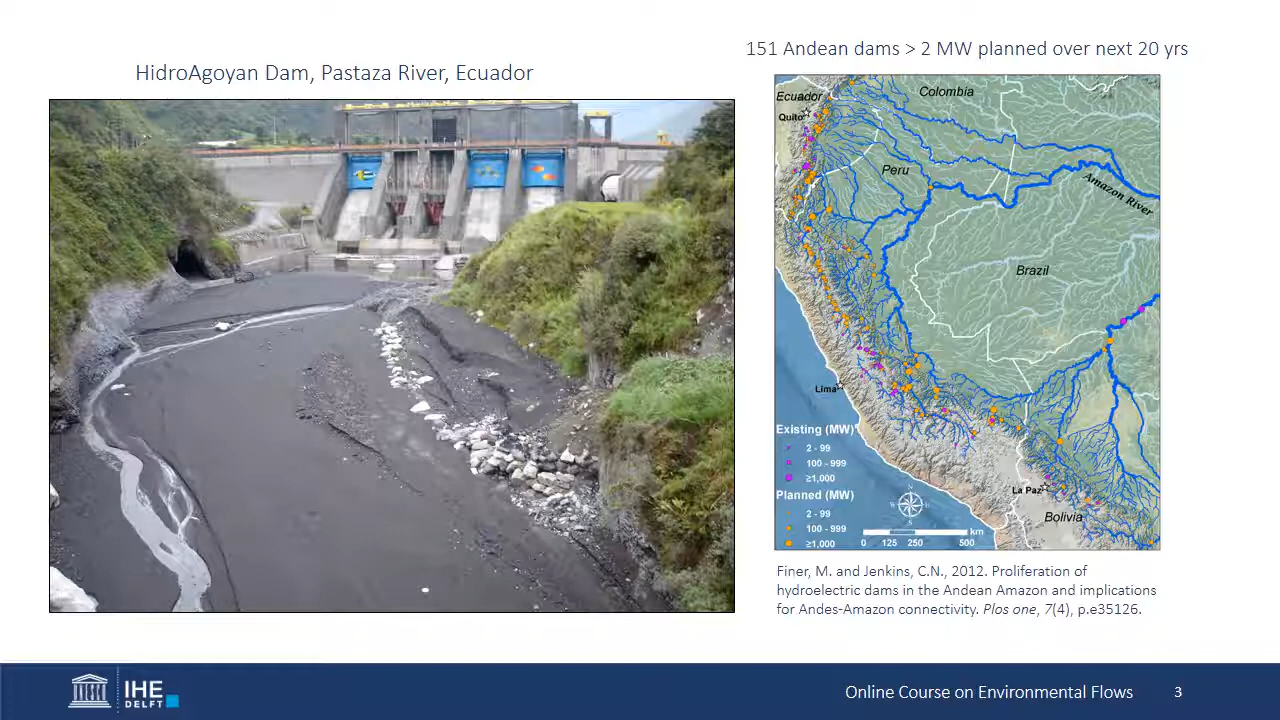 HidroAgoyan Dam, Pastaza River, Ecuador
151 Andean dams > 2 MW planned over next 20 yrs
Ecuador
Colombia
Quito
Peru
Amazon River
Brazil
Lima
Existing (MW)
2 - 99
100 - 999
≥1,000
Planned (MW)
2 - 99
100 - 999
≥1,000
La Paz
Bolivia
N
W E
S
km
0 125 250 500
Finer, M. and Jenkins, C.N., 2012. Proliferation of
hydroelectric dams in the Andean Amazon and implications
for Andes-Amazon connectivity. Plos one, 7(4), p.e35126.
IHE
DELFT
Online Course on Environmental Flows 3